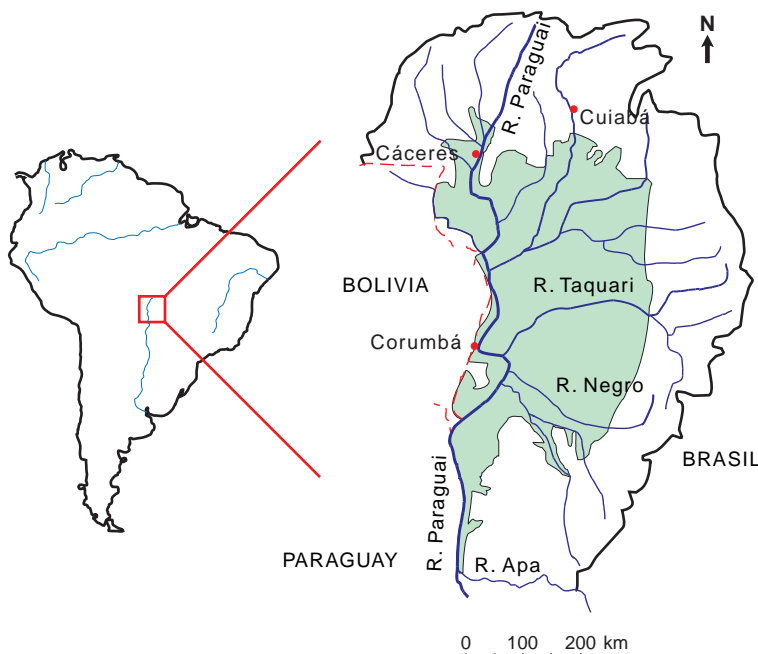 N
R. Paraguai
Cuiabá
Cáceres
BOLIVIA
R. Taquari
Corumbá
R. Negro
BRASIL
R. Paraguai
PARAGUAY
R. Apa
0 100 200 km